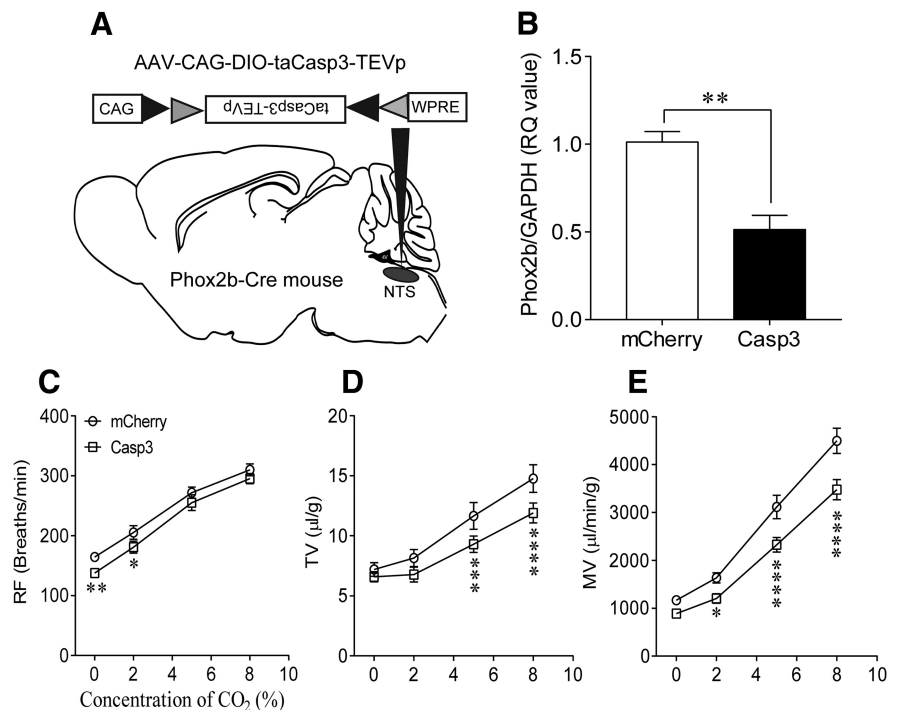 A
AAV-CAG-DIO-taCasp3-TEVp
CAG
taCasp3-TEVp
WPRE
Phox2b-Cre mouse
NTS
B
Phox2b/GAPDH (RQ value)
1.5
1.0
0.5
0.0
**
mCherry
Casp3
C
RF (Breaths/min)
400
300
200
100
0
mCherry
Casp3
**
*
0
2
4
6
8
10
Concentration of CO2 (%)
D
TV (µl/g)
20
15
10
5
0
***
****
0
2
4
6
8
10
E
MV (µl/min/g)
5000
4000
3000
2000
1000
0
*
****
****
0
2
4
6
8
10